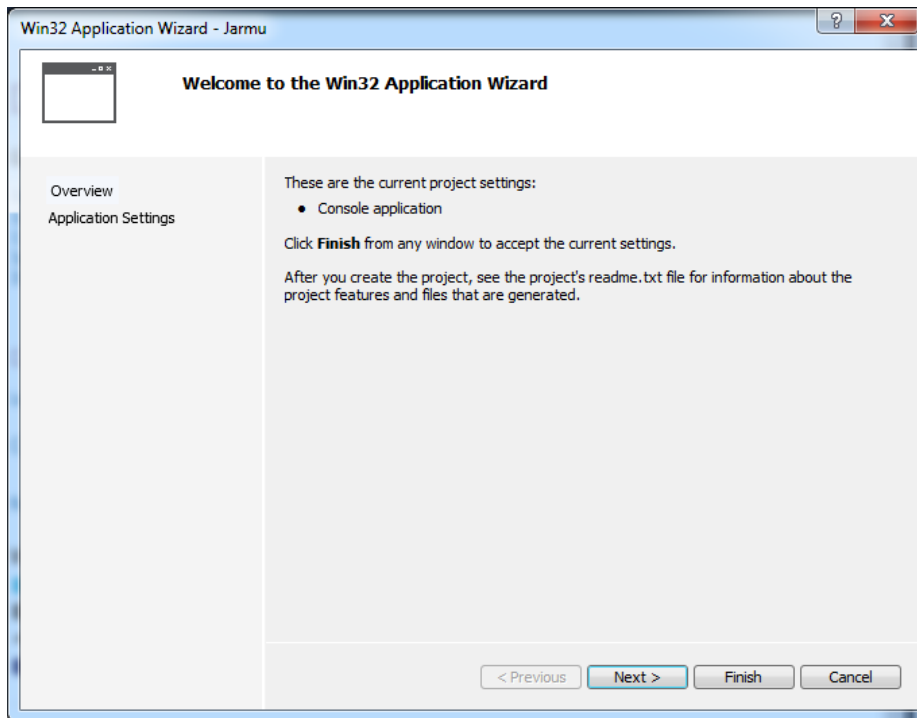 Win32 Application Wizard - Jarmu
Welcome to the Win32 Application Wizard
Overview
Application Settings
These are the current project settings:
• Console application
Click Finish from any window to accept the current settings.
After you create the project, see the project's readme.txt file for information about the
project features and files that are generated.
< Previous
Next >
Finish
Cancel